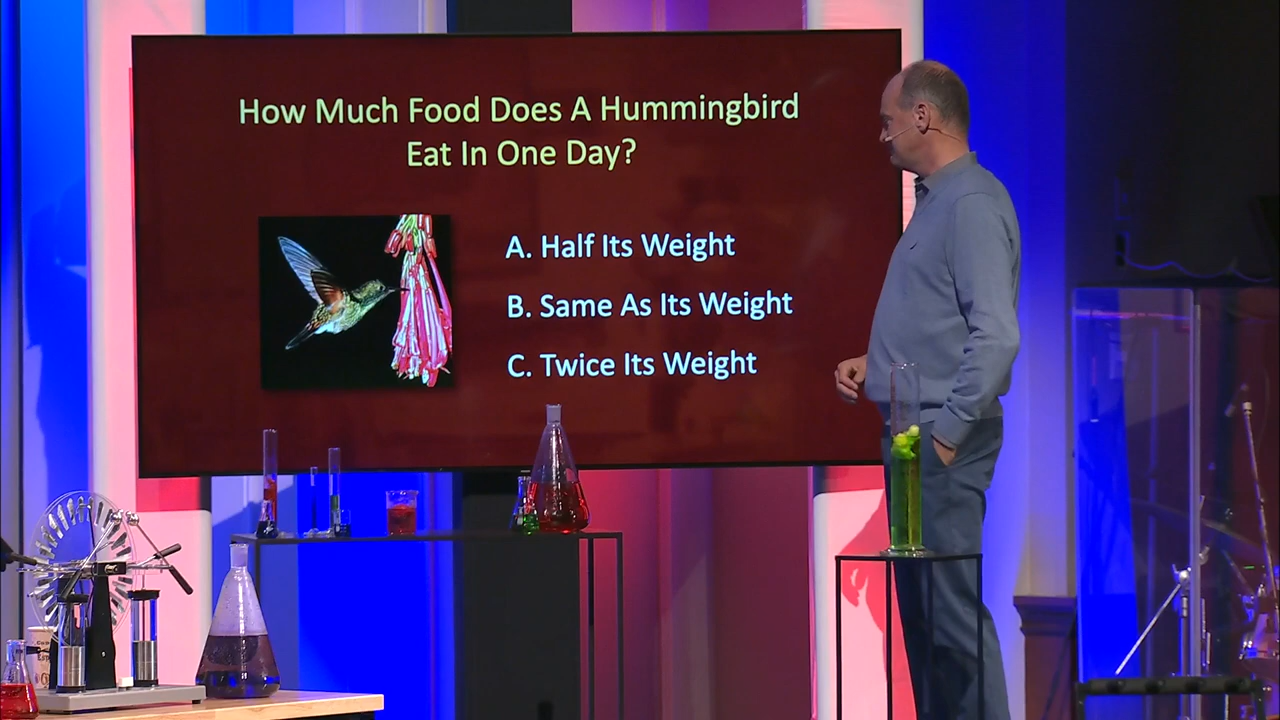 How Much Food Does A Hummingbird
Eat In One Day?
A. Half Its Weight
B. Same As Its Weight
C. Twice Its Weight